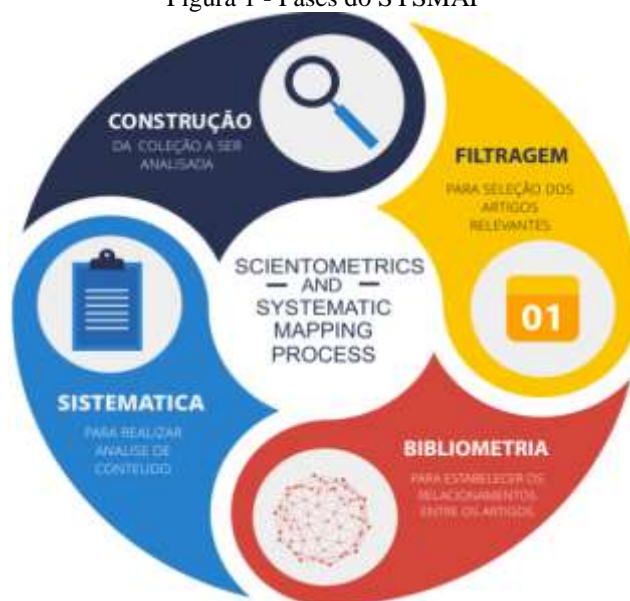 Figura 1 - Fases do SYSMAP
CONSTRUÇÃO
DA COLEÇÃO A SER
ANALISADA
FILTRAGEM
PARA SELEÇÃO DOS
ARTIGOS
RELEVANTES
01
SCIENTOMETRICS
AND
SYSTEMATIC
MAPPING
PROCESS
SISTEMATICA
PARA REALIZAR
ANALISE DE
CONTEUDO
BIBLIOMETRIA
PARA ESTABELECER OS
RELACIONAMENTOS
ENTRE OS ARTIGOS